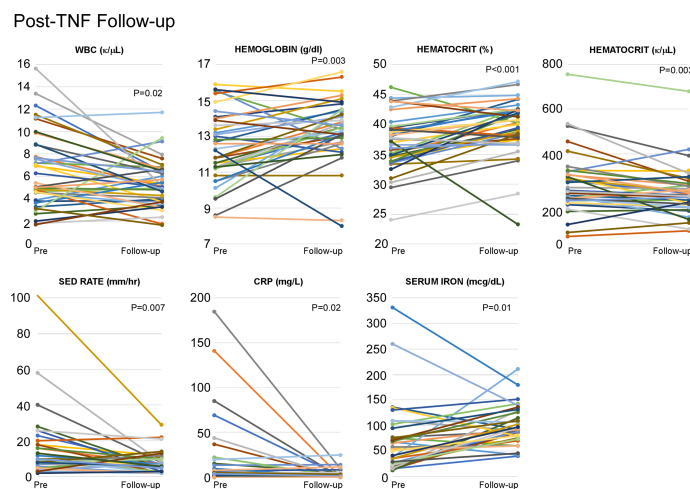 Post-TNF Follow-up
WBC (κ/μL)
16
14
12
10
8
6
4
2
0
P=0.02
Pre
Follow-up
HEMOGLOBIN (g/dl)
17
15
13
11
9
7
P=0.003
Pre
Follow-up
HEMATOCRIT (%)
50
45
40
35
30
25
20
P<0.001
Pre
Follow-up
HEMATOCRIT (κ/μL)
800
600
400
200
0
P=0.003
Pre
Follow-up
SED RATE (mm/hr)
100
80
60
40
20
0
P=0.007
Pre
Follow-up
CRP (mg/L)
200
150
100
50
0
P=0.02
Pre
Follow-up
SERUM IRON (mcg/dL)
350
300
250
200
150
100
50
0
P=0.01
Pre
Follow-up